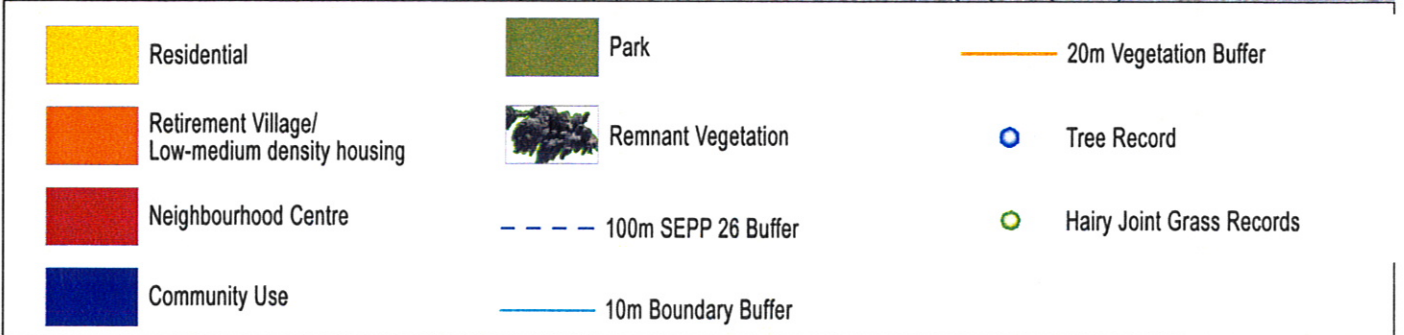 Residential
Retirement Village/
Low-medium density housing
Neighbourhood Centre
Community Use
Park
Remnant Vegetation
100m SEPP 26 Buffer
10m Boundary Buffer
20m Vegetation Buffer
Tree Record
Hairy Joint Grass Records